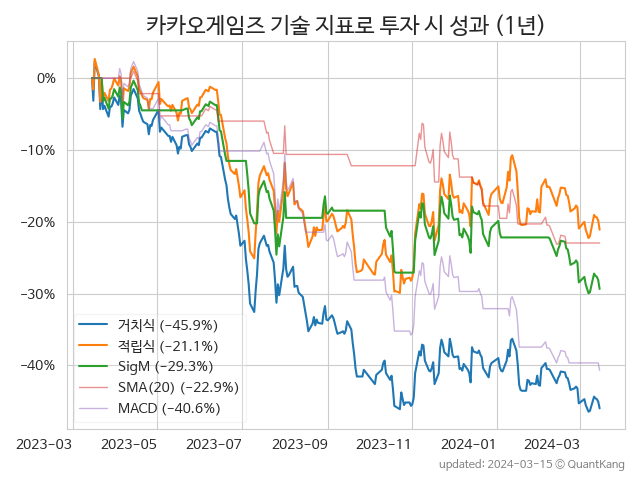 카카오게임즈 기술 지표로 투자 시 성과 (1년)
0%
−10%
−20%
−30%
−40%
거치식 (−45.9%)
적립식 (−21.1%)
SigM (−29.3%)
SMA(20) (−22.9%)
MACD (−40.6%)
2023−03 2023−05 2023−07 2023−09 2023−11 2024−01 2024−03
updated: 2024−03−15 © QuantKang